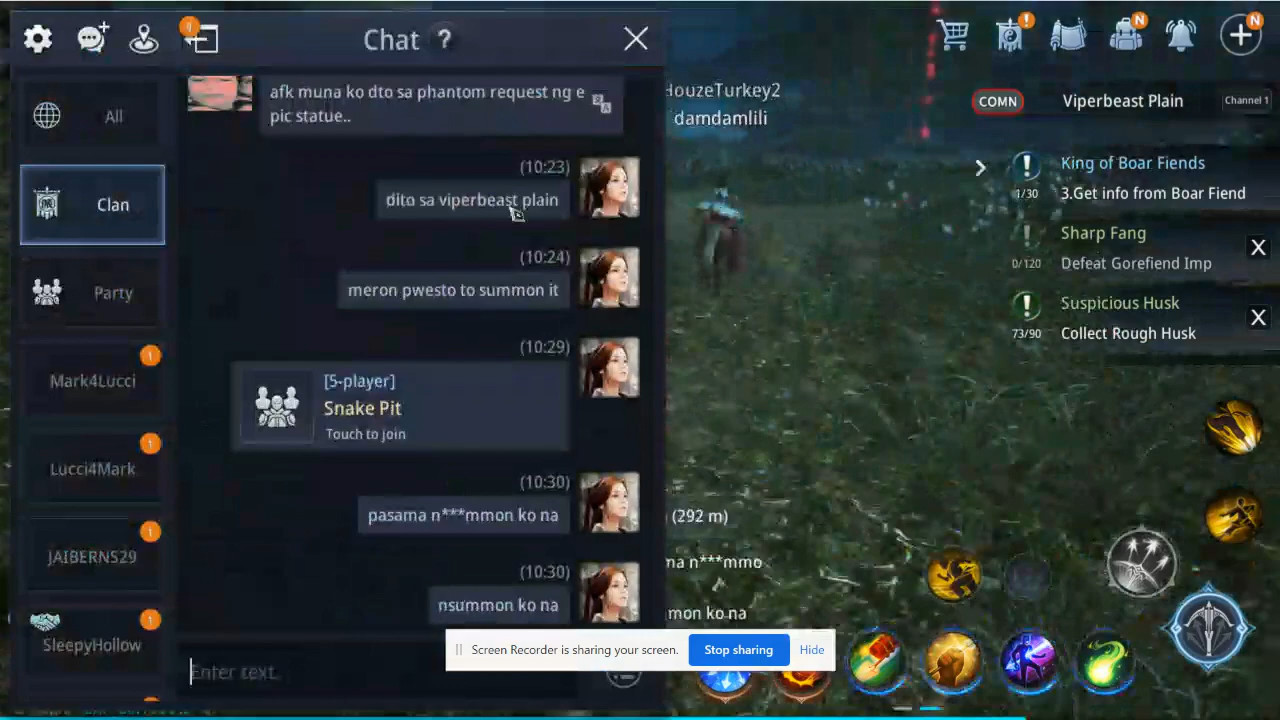 Chat ?
All
Clan
Party
Mark4Lucci
1
Lucci4Mark
1
JAIBERNS29
1
SleepyHollow
1
afk muna ko dto sa phantom request ng e
pic statue..
(10:23)
dito sa viperbeast plain
(10:24)
meron pwesto to summon it
(10:29)
[5-player]
Snake Pit
Touch to join
(10:30)
pasama n***mmon ko na
(10:30)
nsummon ko na
Enter text.
HouzeTurkey2
damdamlili
N
N
COMN
Viperbeast Plain
Channel 1
King of Boar Fiends
1/30
3.Get info from Boar Fiend
Sharp Fang
0/120
Defeat Gorefiend Imp
X
Suspicious Husk
73/90
Collect Rough Husk
X
(292 m)
na n***mmo
mon ko na
Screen Recorder is sharing your screen.
Stop sharing
Hide